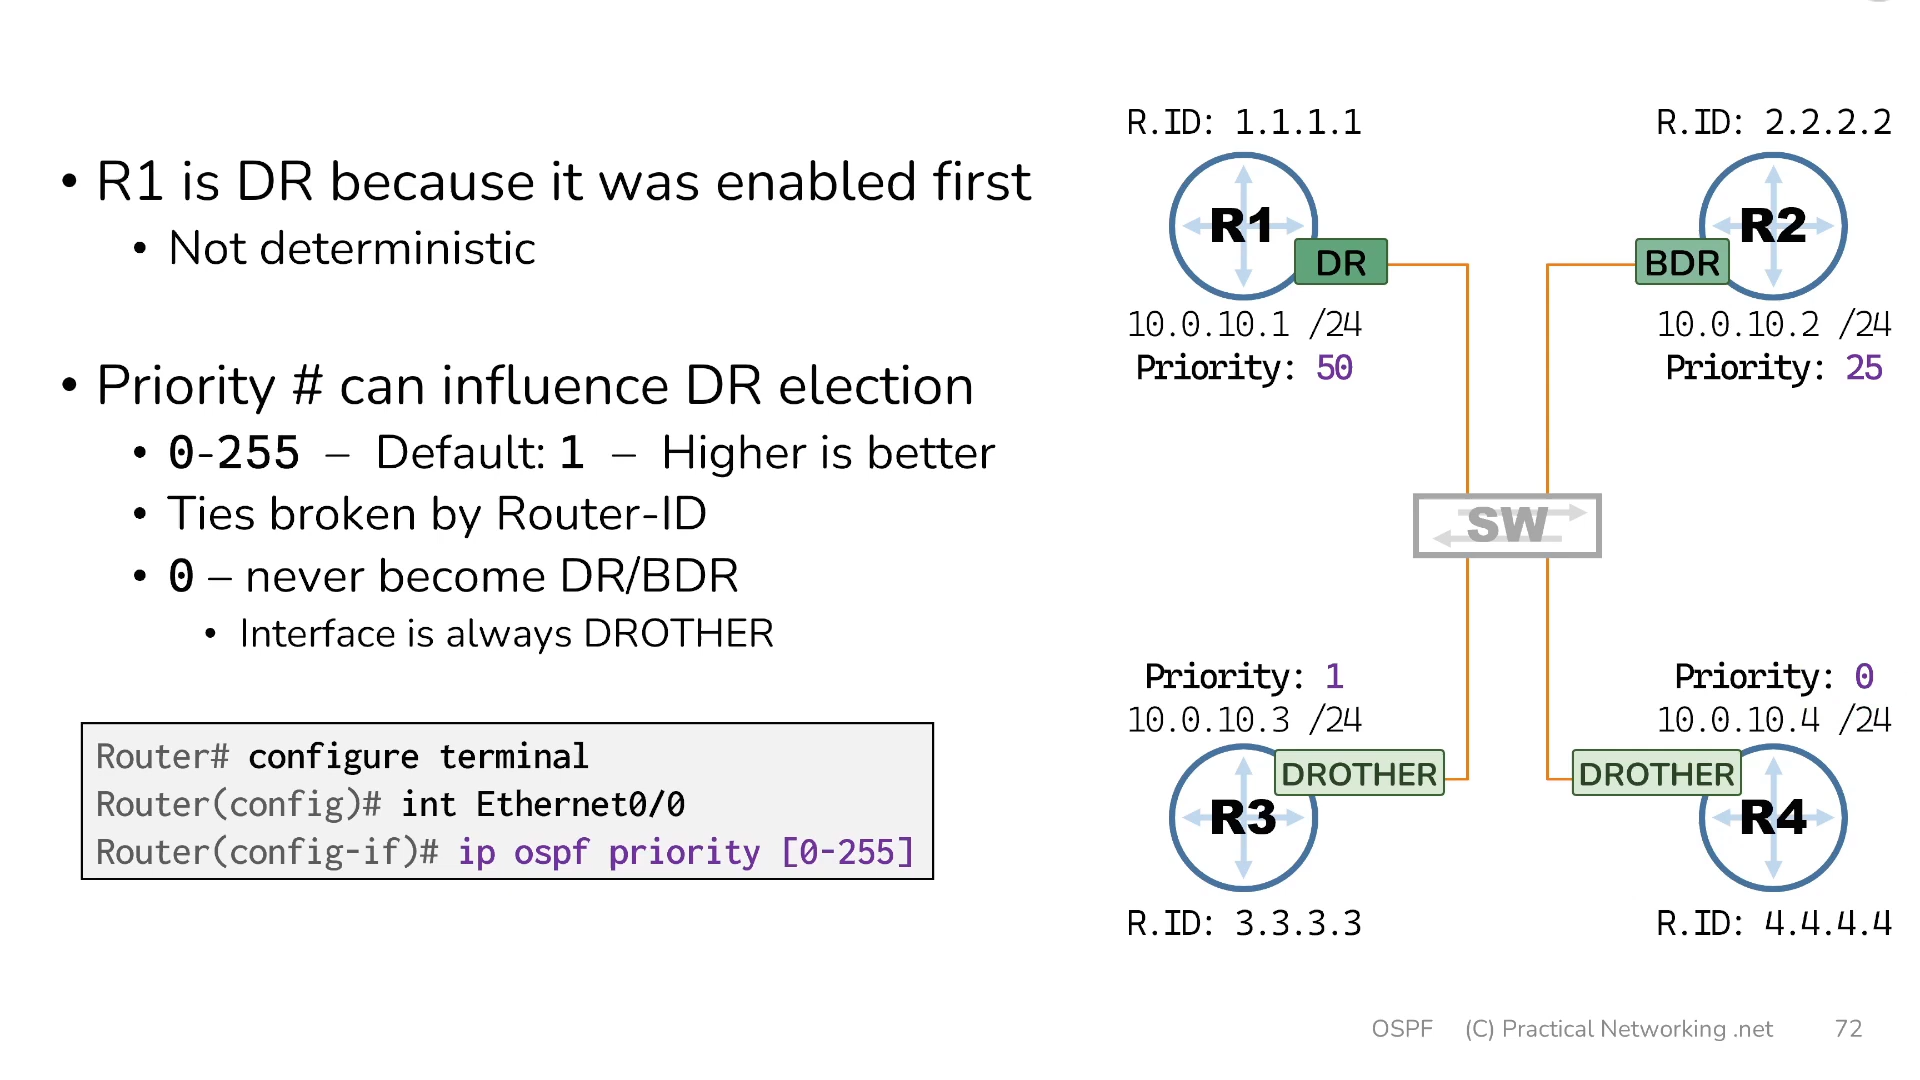 • R1 is DR because it was enabled first
• Not deterministic
• Priority # can influence DR election
• 0-255 – Default: 1 – Higher is better
• Ties broken by Router-ID
• 0 – never become DR/BDR
• Interface is always DROTHER
Router# configure terminal
Router(config)# int Ethernet0/0
Router(config-if)# ip ospf priority [0-255]
R.ID: 1.1.1.1
R1
DR
10.0.10.1 /24
Priority: 50
R.ID: 2.2.2.2
R2
BDR
10.0.10.2 /24
Priority: 25
SW
Priority: 1
10.0.10.3 /24
DROTHER
R3
R.ID: 3.3.3.3
Priority: 0
10.0.10.4 /24
DROTHER
R4
R.ID: 4.4.4.4
OSPF (C) Practical Networking .net 72